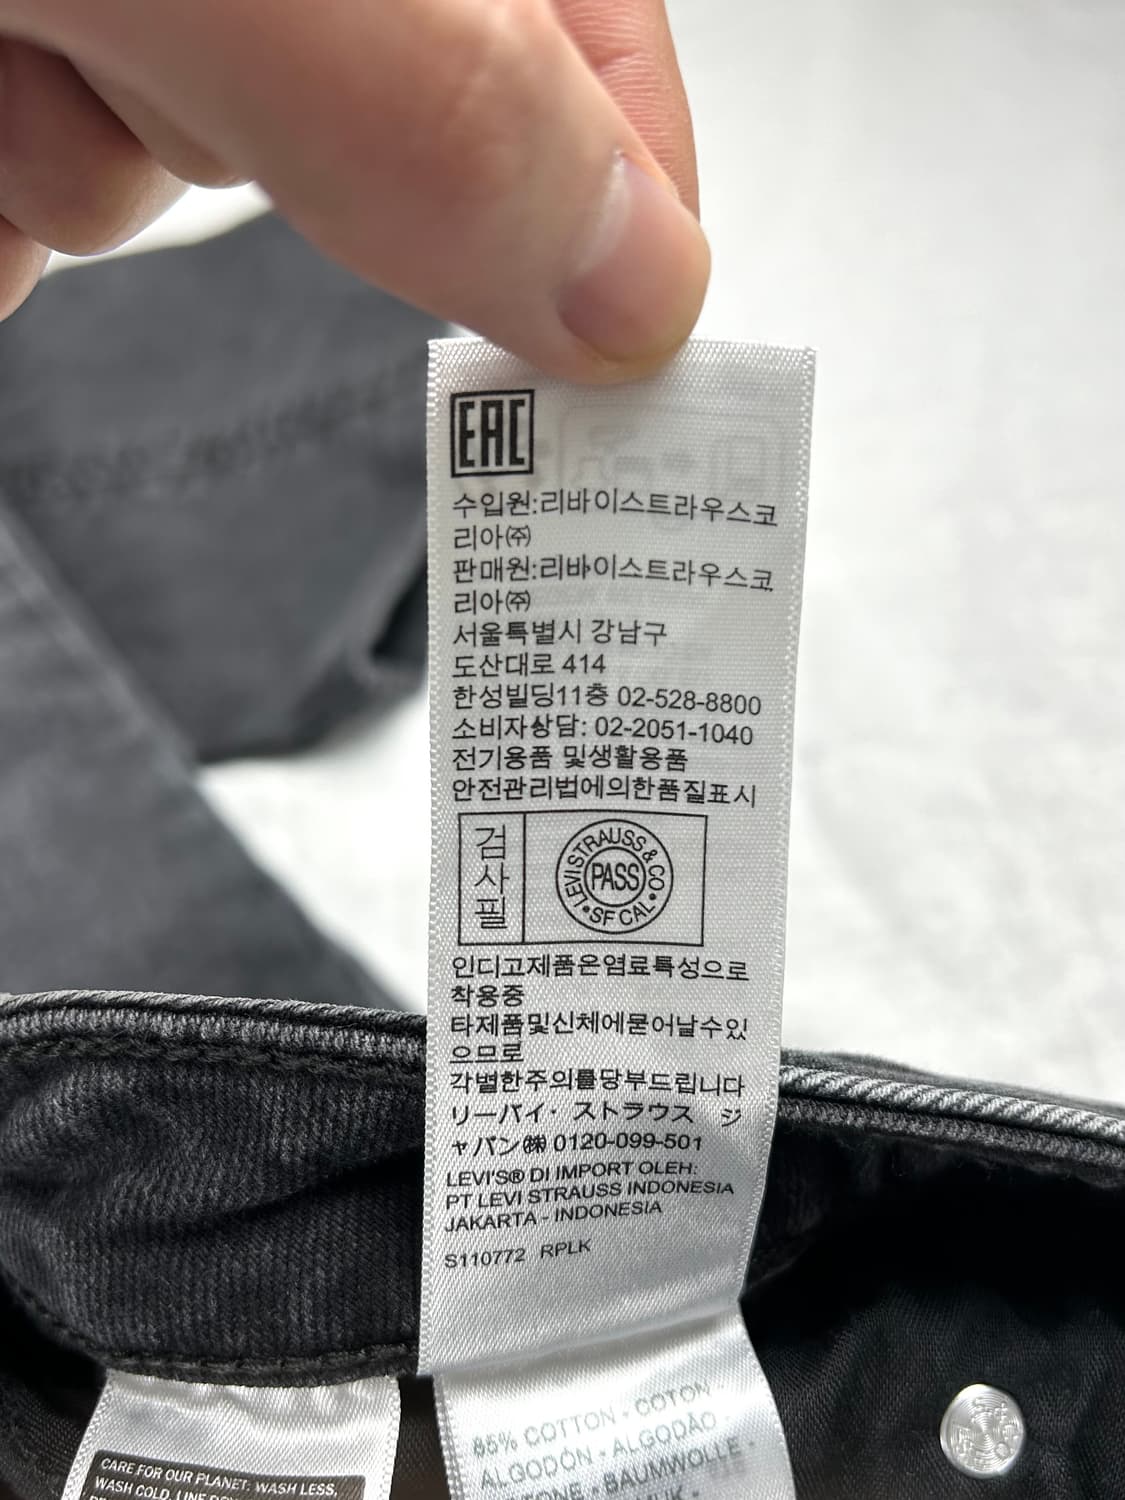 EAC
수입원:리바이스트라우스코
리아㈜
판매원:리바이스트라우스코
리아㈜
서울특별시 강남구
도산대로 414
한성빌딩11층 02-528-8800
소비자상담: 02-2051-1040
전기용품 및생활용품
안전관리법에의한품질표시
검사필
LEVI STRAUSS & CO
PASS
• SF CAL •
인디고제품은염료특성으로
착용중
타제품및신체에묻어날수있
으므로
각별한주의를당부드립니다
リーバイ・ストラウス ジ
ャパン㈱ 0120-099-501
LEVI'S® DI IMPORT OLEH:
PT LEVI STRAUSS INDONESIA
JAKARTA - INDONESIA
S110772 RPLK
85% COTTON - COTON -
ALGODÓN - ALGODÃO -
- BAUMWOLLE -
CARE FOR OUR PLANET: WASH LESS,
WASH COLD, LINE